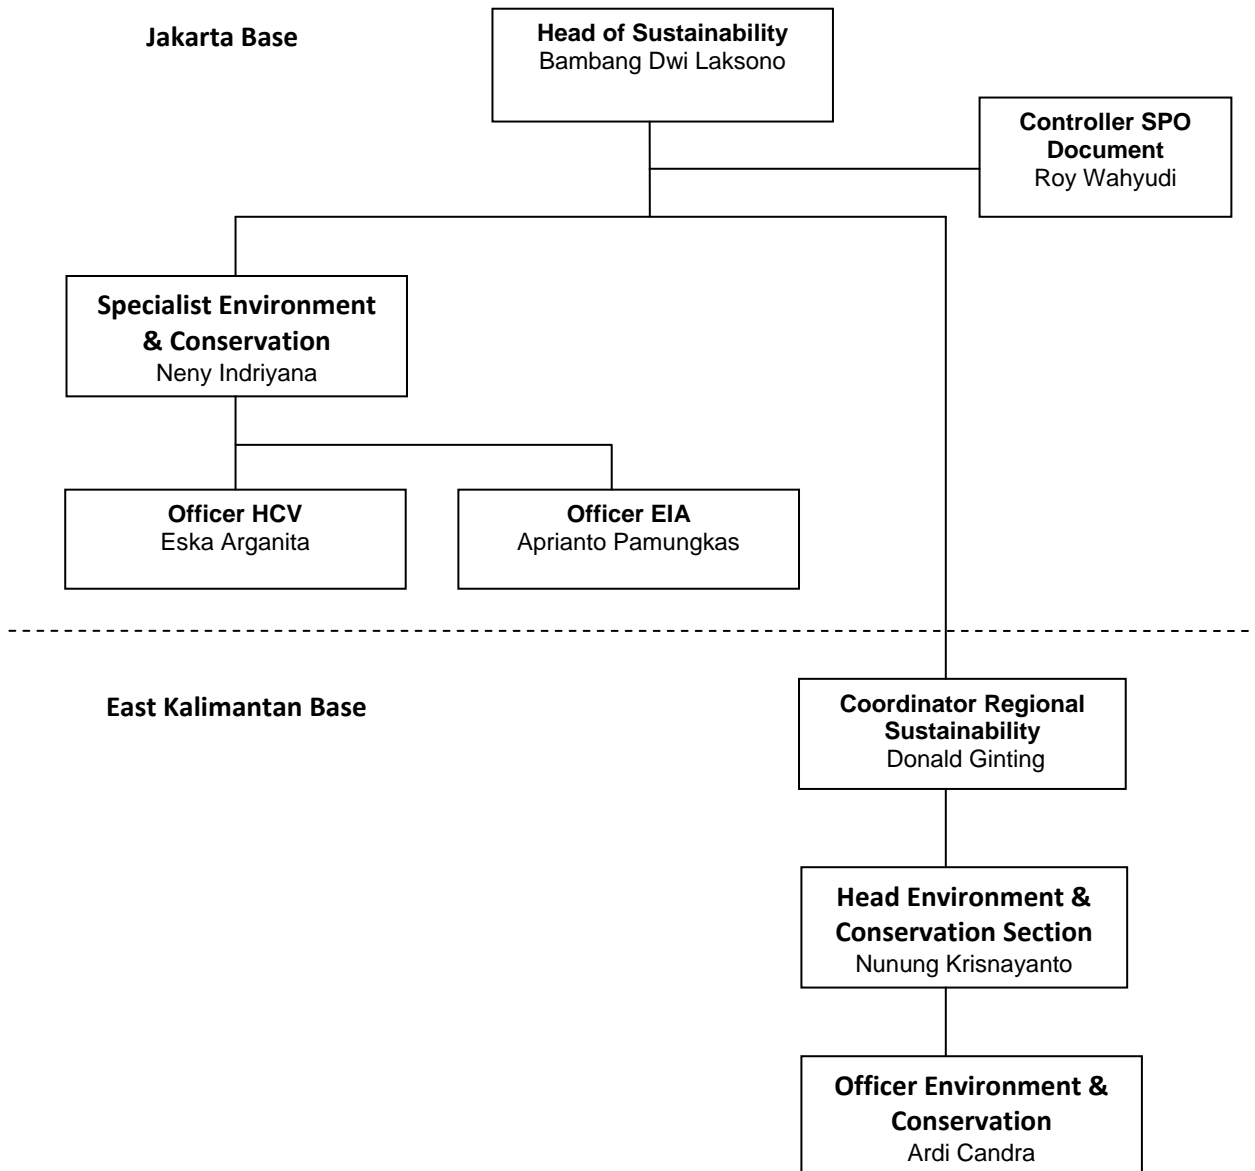 Jakarta Base
Head of Sustainability
Bambang Dwi Laksono
Controller SPO
Document
Roy Wahyudi
Specialist Environment
& Conservation
Neny Indriyana
Officer HCV
Eska Arganita
Officer EIA
Aprianto Pamungkas
East Kalimantan Base
Coordinator Regional
Sustainability
Donald Ginting
Head Environment &
Conservation Section
Nunung Krisnayanto
Officer Environment &
Conservation
Ardi Candra